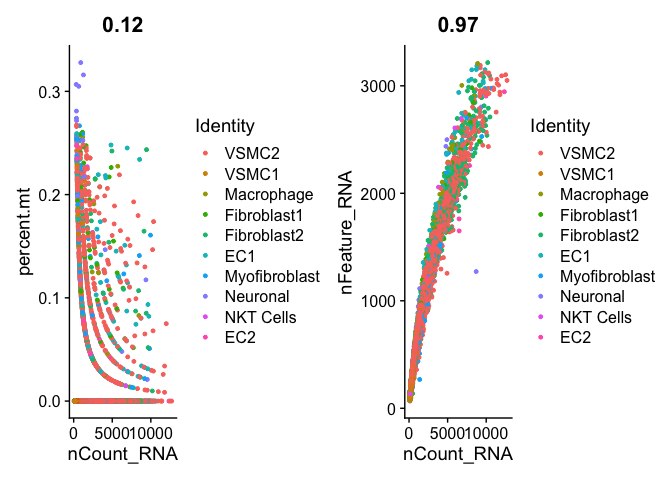 0.12
percent.mt
0.3
0.2
0.1
0.0
0 500010000
nCount_RNA
Identity
VSMC2
VSMC1
Macrophage
Fibroblast1
Fibroblast2
EC1
Myofibroblast
Neuronal
NKT Cells
EC2
0.97
nFeature_RNA
3000
2000
1000
0
0 500010000
nCount_RNA
Identity
VSMC2
VSMC1
Macrophage
Fibroblast1
Fibroblast2
EC1
Myofibroblast
Neuronal
NKT Cells
EC2